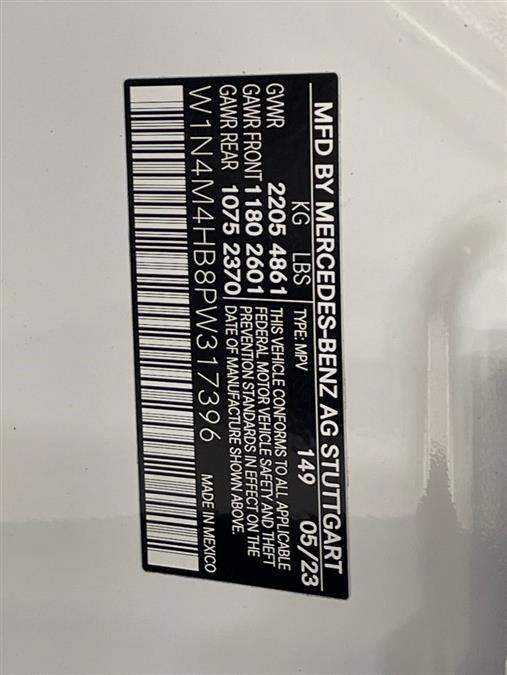 MFD BY MERCEDES-BENZ AG STUTTGART
KG LBS TYPE: MPV 149 05/23
GVWR 2205 4861
GAWR FRONT 1180 2601
GAWR REAR 1075 2370
THIS VEHICLE CONFORMS TO ALL APPLICABLE
FEDERAL MOTOR VEHICLE SAFETY AND THEFT
PREVENTION STANDARDS IN EFFECT ON THE
DATE OF MANUFACTURE SHOWN ABOVE.
W1N4M4HB8PW317396 MADE IN MEXICO